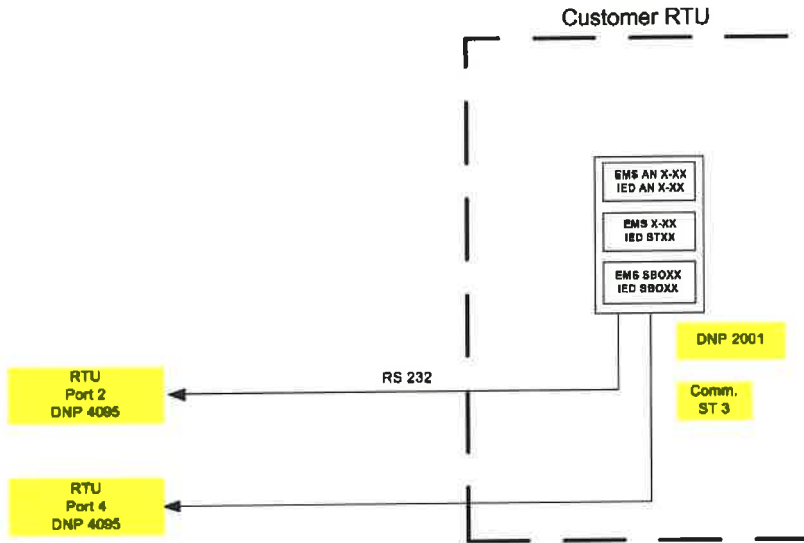 Customer RTU
EMS AN X-XX
IED AN X-XX
EMS X-XX
IED STXX
EMS SBOXX
IED SBOXX
DNP 2001
RTU
Port 2
DNP 4095
RS 232
Comm.
ST 3
RTU
Port 4
DNP 4095